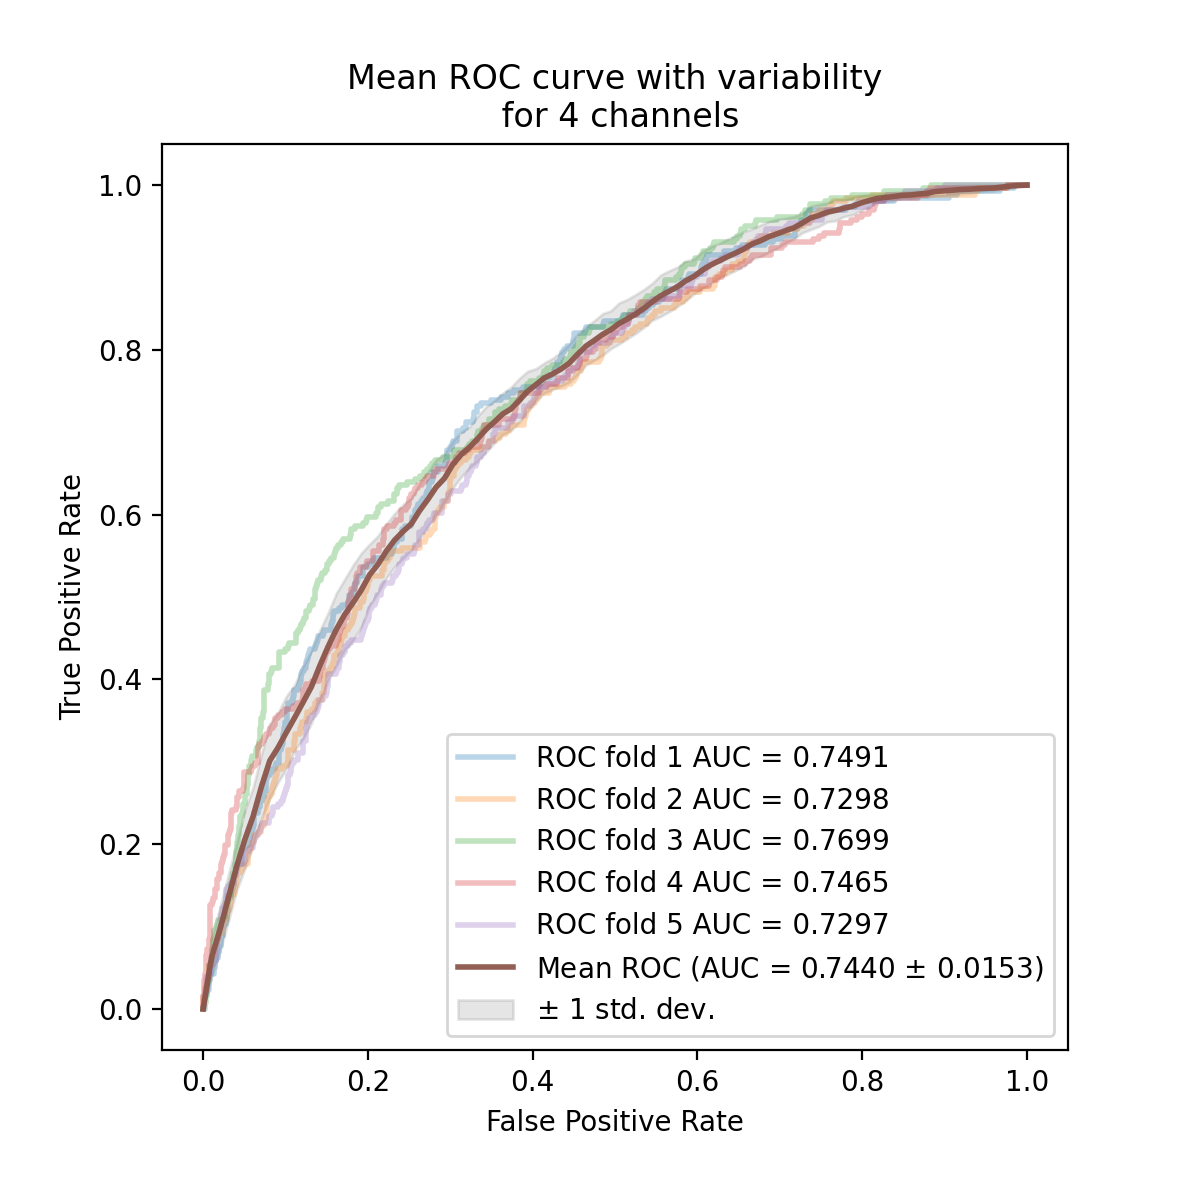 Mean ROC curve with variability
for 4 channels
1.0
0.8
0.6
0.4
0.2
0.0
True Positive Rate
ROC fold 1 AUC = 0.7491
ROC fold 2 AUC = 0.7298
ROC fold 3 AUC = 0.7699
ROC fold 4 AUC = 0.7465
ROC fold 5 AUC = 0.7297
Mean ROC (AUC = 0.7440 ± 0.0153)
± 1 std. dev.
0.0 0.2 0.4 0.6 0.8 1.0
False Positive Rate